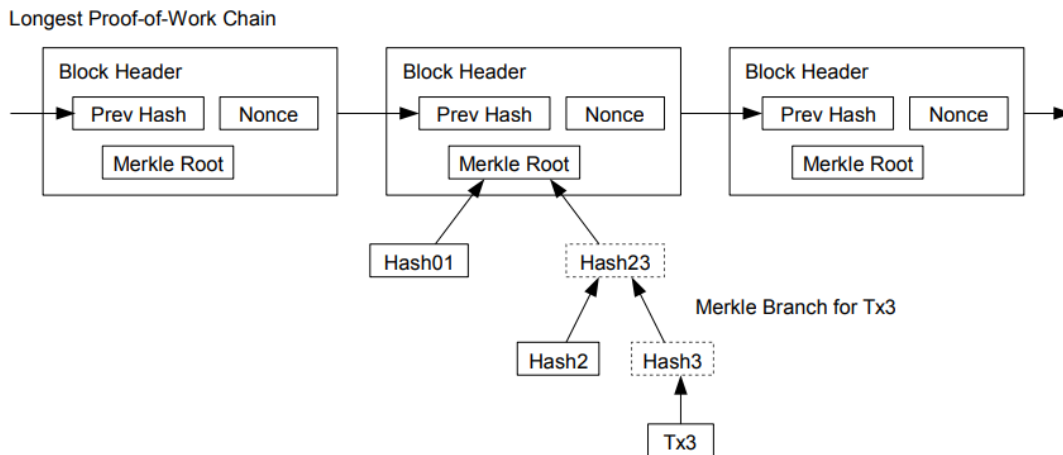 Longest Proof-of-Work Chain
Block Header
Block Header
Block Header
Prev Hash
Nonce
Prev Hash
Nonce
Prev Hash
Nonce
Merkle Root
Merkle Root
Merkle Root
Hash01
Hash23
Merkle Branch for Tx3
Hash2
Hash3
Tx3